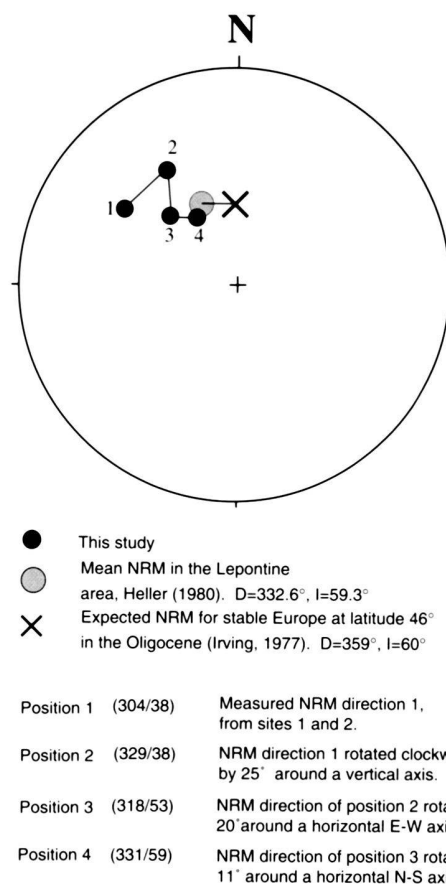 N
2
1
3
4
This study
Mean NRM in the Lepontine
area, Heller (1980). D=332.6°, I=59.3°
Expected NRM for stable Europe at latitude 46°
in the Oligocene (Irving, 1977). D=359°, I=60°
Position 1 (304/38) Measured NRM direction 1,
from sites 1 and 2.
Position 2 (329/38) NRM direction 1 rotated clockw
by 25° around a vertical axis.
Position 3 (318/53) NRM direction of position 2 rota
20°around a horizontal E-W axi
Position 4 (331/59) NRM direction of position 3 rota
11° around a horizontal N-S ax